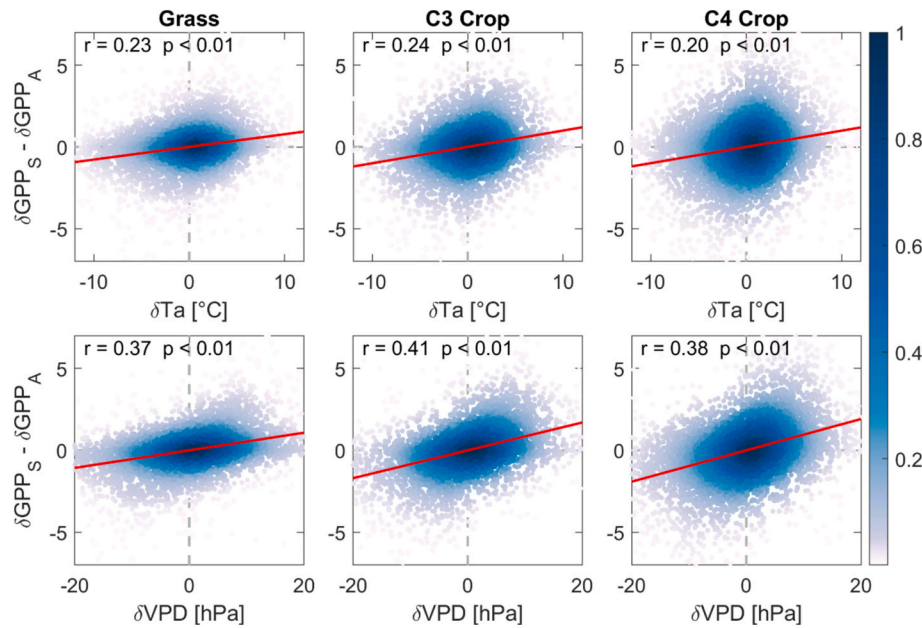 Grass C3 Crop C4 Crop
r = 0.23 p < 0.01 r = 0.24 p < 0.01 r = 0.20 p < 0.01
5 5 5
0 0 0
-5 -5 -5
δGPP_S - δGPP_A
-10 0 10 -10 0 10 -10 0 10
δTa [°C] δTa [°C] δTa [°C]
r = 0.37 p < 0.01 r = 0.41 p < 0.01 r = 0.38 p < 0.01
5 5 5
0 0 0
-5 -5 -5
δGPP_S - δGPP_A
-20 0 20 -20 0 20 -20 0 20
δVPD [hPa] δVPD [hPa] δVPD [hPa]
1
0.8
0.6
0.4
0.2